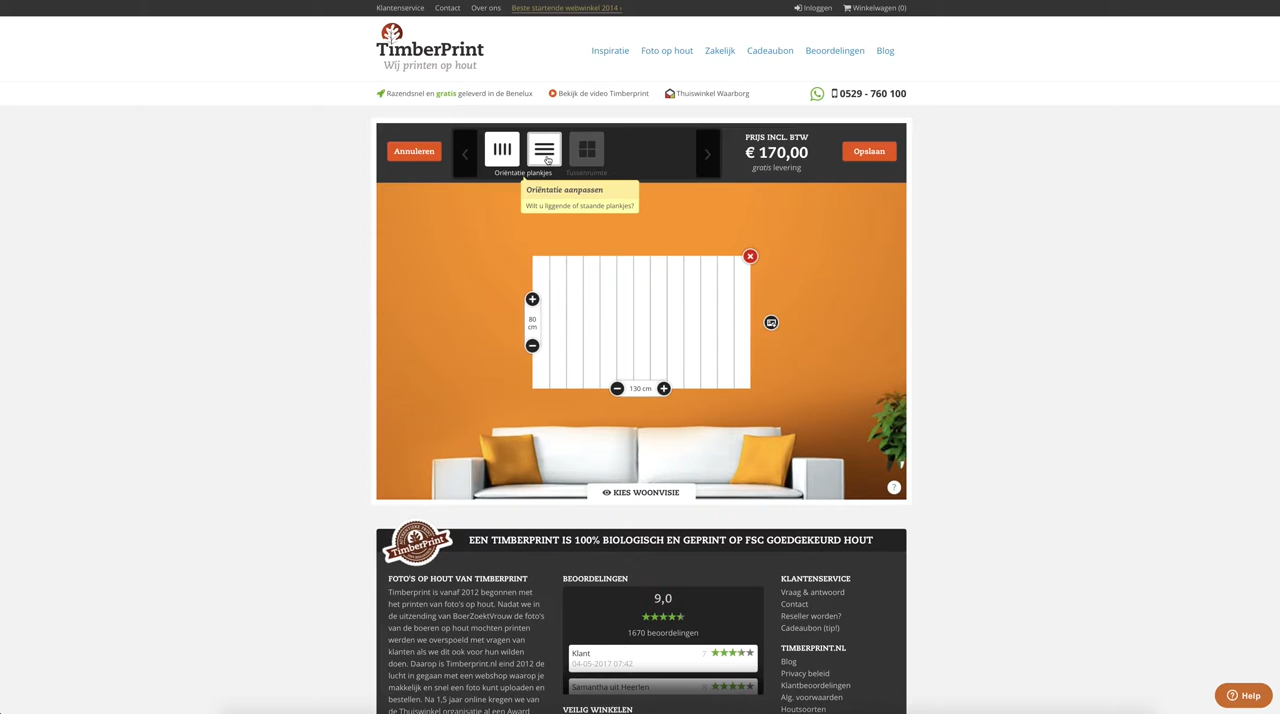 Klantenservice Contact Over ons Beste startende webwinkel 2014 › Inloggen Winkelwagen (0)
TimberPrint
Wij printen op hout
Inspiratie Foto op hout Zakelijk Cadeaubon Beoordelingen Blog
Razendsnel en gratis geleverd in de Benelux Bekijk de video Timberprint Thuiswinkel Waarborg 0529 - 760 100
Annuleren
Oriëntatie plankjes Tussenruimte
PRIJS INCL. BTW
€ 170,00
gratis levering
Opslaan
Oriëntatie aanpassen
Wilt u liggende of staande plankjes?
80
cm
130 cm
KIES WOONVISIE
?
TimberPrint
EEN TIMBERPRINT IS 100% BIOLOGISCH EN GEPRINT OP FSC GOEDGEKEURD HOUT
FOTO'S OP HOUT VAN TIMBERPRINT
Timberprint is vanaf 2012 begonnen met
het printen van foto's op hout. Nadat we in
de uitzending van BoerZoektVrouw de foto's
van de boeren op hout mochten printen
werden we overspoeld met vragen van
klanten als we dit ook voor hun wilden
doen. Daarop is Timberprint.nl eind 2012 de
lucht in gegaan met een webshop waarop je
makkelijk en snel een foto kunt uploaden en
bestellen. Na 1,5 jaar online kregen we van
de Thuiswinkel organisatie al een Award
BEOORDELINGEN
9,0
1670 beoordelingen
Klant 7
04-05-2017 07:42
Samantha uit Heerlen 8
VEILIG WINKELEN
KLANTENSERVICE
Vraag & antwoord
Contact
Reseller worden?
Cadeaubon (tip!)
TIMBERPRINT.NL
Blog
Privacy beleid
Klantbeoordelingen
Alg. voorwaarden
Houtsoorten
Help